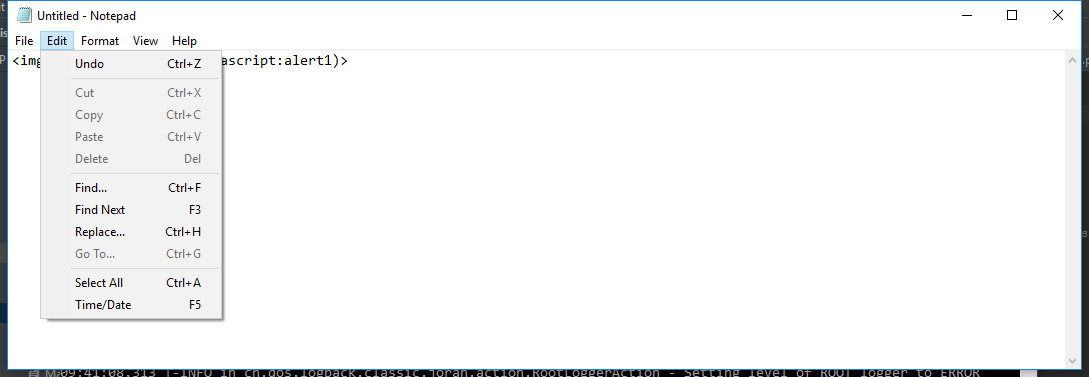 Untitled - Notepad
File Edit Format View Help
<img ascript:alert1)>
Undo Ctrl+Z
Cut Ctrl+X
Copy Ctrl+C
Paste Ctrl+V
Delete Del
Find... Ctrl+F
Find Next F3
Replace... Ctrl+H
Go To... Ctrl+G
Select All Ctrl+A
Time/Date F5
09:41:08.313 |-INFO in ch.qos.logback.classic.joran.action.RootLoggerAction - Setting level of ROOT logger to ERROR